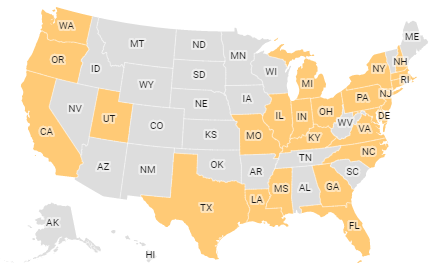 WA
ME
MT
ND
OR
MN
NH
ID
SD
WI
NY
RI
WY
MI
IA
PA
NJ
NE
NV
OH
DE
IL
IN
UT
WV
CA
CO
VA
KS
MO
KY
NC
TN
AZ
NM
OK
AR
SC
MS
AL
GA
LA
TX
AK
FL
HI